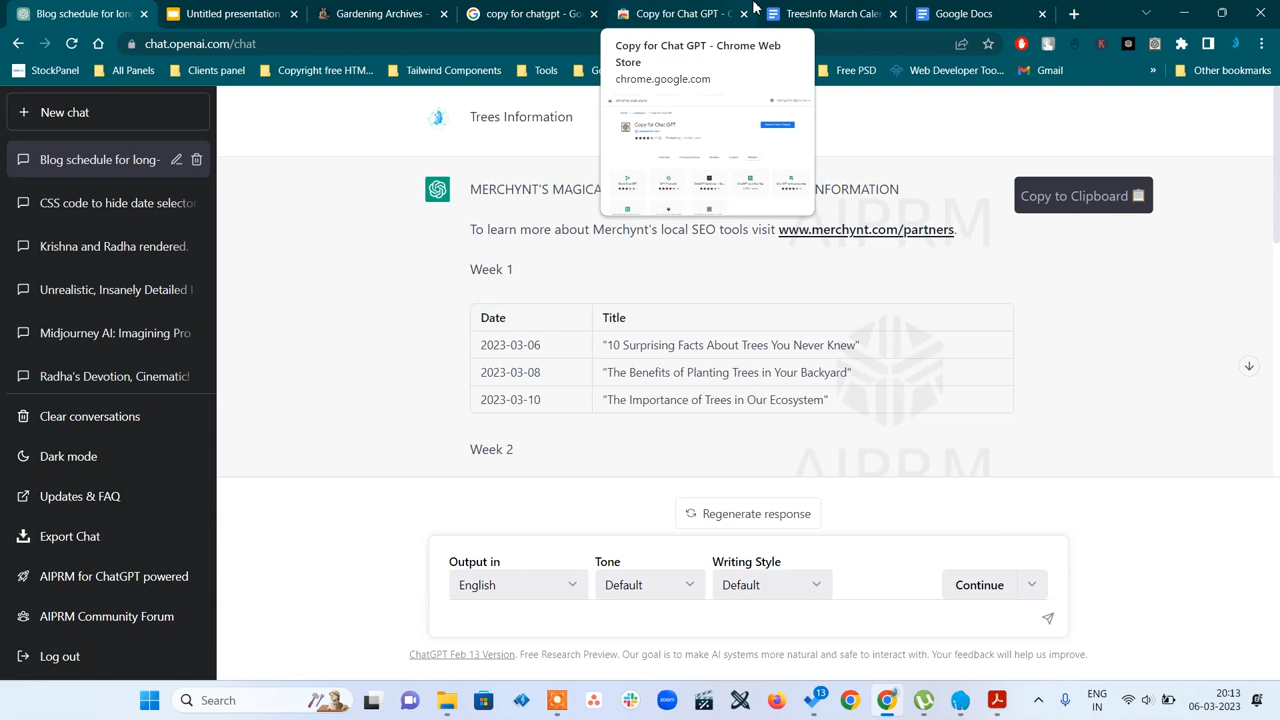 Blog schedule for long-
Untitled presentation
Gardening Archives -
copy for chatgpt - Go
Copy for Chat GPT - C
TreesInfo March Caler
Google Docs
chat.openai.com/chat
StockPanel
All Panels
Clients panel
Copyright free HTM...
Tailwind Components
Tools
Free PSD
Web Developer Too...
Gmail
»
Other bookmarks
Copy for Chat GPT - Chrome Web
Store
chrome.google.com
Copy for Chat GPT
New chat
Blog schedule for long-
Correct to hide date selector
Krishna and Radha rendered.
Unrealistic, Insanely Detailed
Midjourney AI: Imagining Pro
Radha's Devotion, Cinematic!
Clear conversations
Dark mode
Updates & FAQ
Export Chat
AIPRM for ChatGPT powered
AIPRM Community Forum
Log out
Trees Information
MERCHYNT'S MAGICA
INFORMATION
Copy to Clipboard
To learn more about Merchynt's local SEO tools visit www.merchynt.com/partners.
Week 1
Date Title
2023-03-06 "10 Surprising Facts About Trees You Never Knew"
2023-03-08 "The Benefits of Planting Trees in Your Backyard"
2023-03-10 "The Importance of Trees in Our Ecosystem"
Week 2
AIPRM
AIPRM
Regenerate response
Output in Tone Writing Style
English Default Default Continue
ChatGPT Feb 13 Version. Free Research Preview. Our goal is to make AI systems more natural and safe to interact with. Your feedback will help us improve.
Search
13
ENG
IN
20:13
06-03-2023